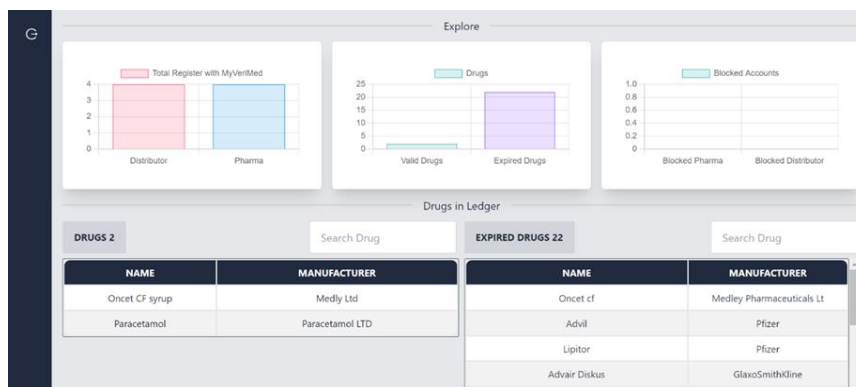 Explore
Total Register with MyVeriMed
4
3
2
1
0
Distributor Pharma
Drugs
25
20
15
10
5
0
Valid Drugs Expired Drugs
Blocked Accounts
1.0
0.8
0.6
0.4
0.2
0
Blocked Pharma Blocked Distributor
Drugs in Ledger
DRUGS 2 Search Drug
NAME MANUFACTURER
Oncet CF syrup Medly Ltd
Paracetamol Paracetamol LTD
EXPIRED DRUGS 22 Search Drug
NAME MANUFACTURER
Oncet cf Medley Pharmaceuticals Lt
Advil Pfizer
Lipitor Pfizer
Advair Diskus GlaxoSmithKline